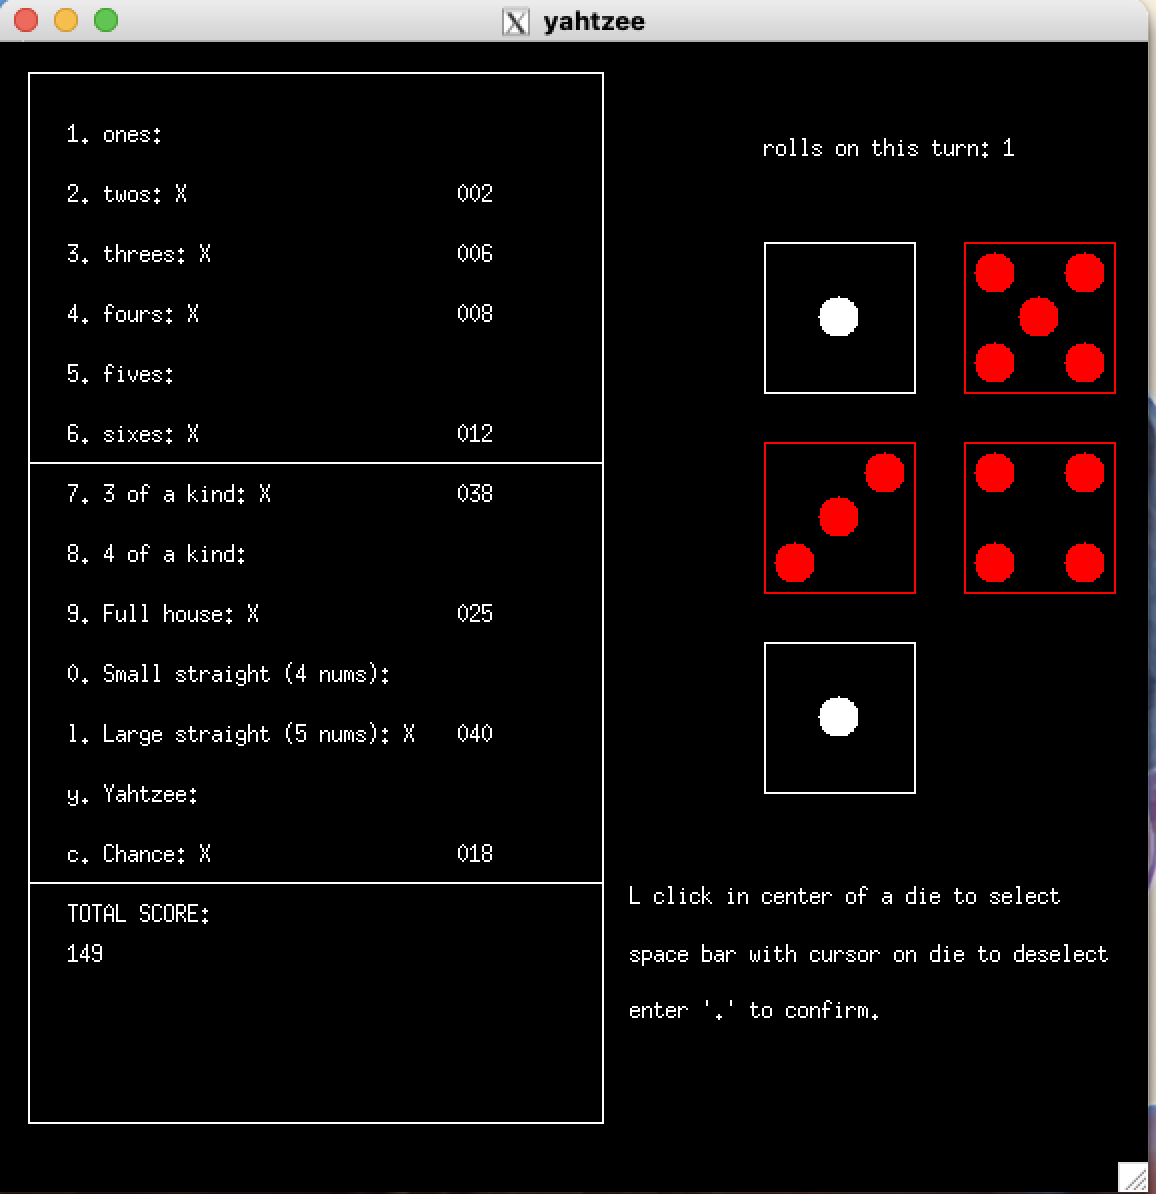 yahtzee
1. ones:
2. twos: X 002
3. threes: X 006
4. fours: X 008
5. fives:
6. sixes: X 012
7. 3 of a kind: X 038
8. 4 of a kind:
9. Full house: X 025
0. Small straight (4 nums):
l. Large straight (5 nums): X 040
y. Yahtzee:
c. Chance: X 018
TOTAL SCORE:
149
rolls on this turn: 1
L click in center of a die to select
space bar with cursor on die to deselect
enter '.' to confirm.